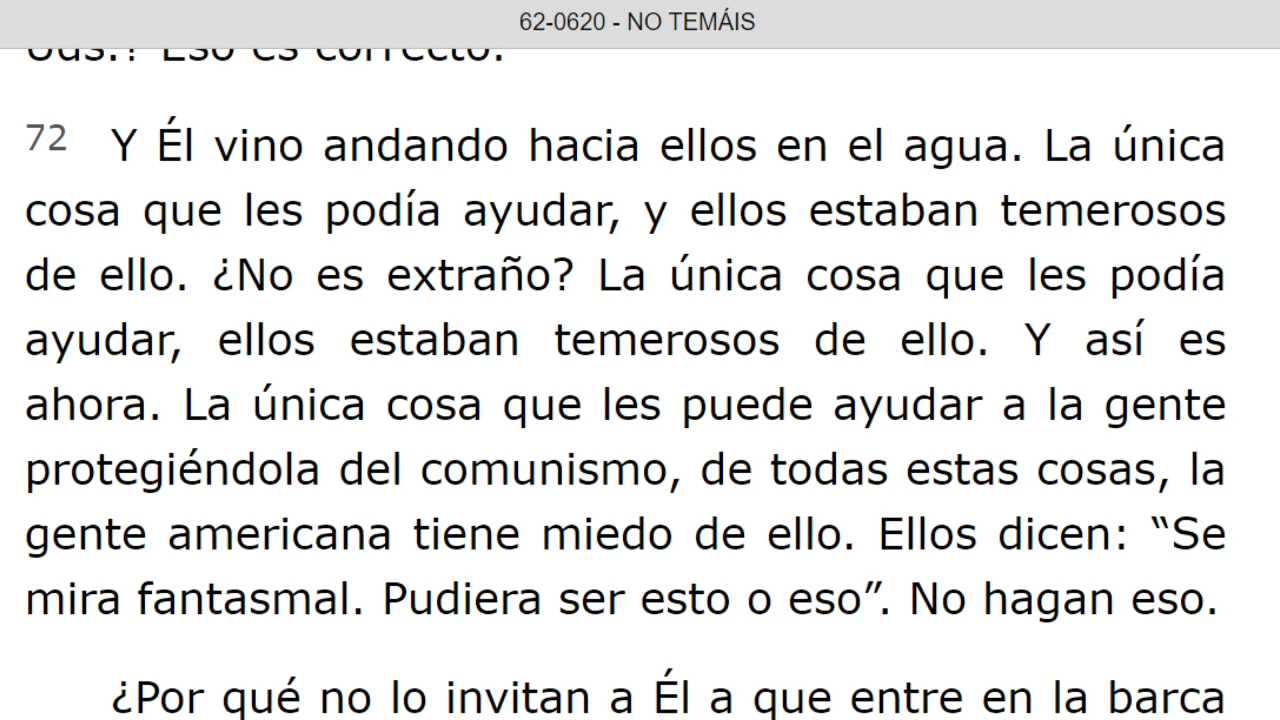 62-0620 - NO TEMÁIS
Uds.? Eso es correcto.
72 Y Él vino andando hacia ellos en el agua. La única
cosa que les podía ayudar, y ellos estaban temerosos
de ello. ¿No es extraño? La única cosa que les podía
ayudar, ellos estaban temerosos de ello. Y así es
ahora. La única cosa que les puede ayudar a la gente
protegiéndola del comunismo, de todas estas cosas, la
gente americana tiene miedo de ello. Ellos dicen: “Se
mira fantasmal. Pudiera ser esto o eso”. No hagan eso.
¿Por qué no lo invitan a Él a que entre en la barca